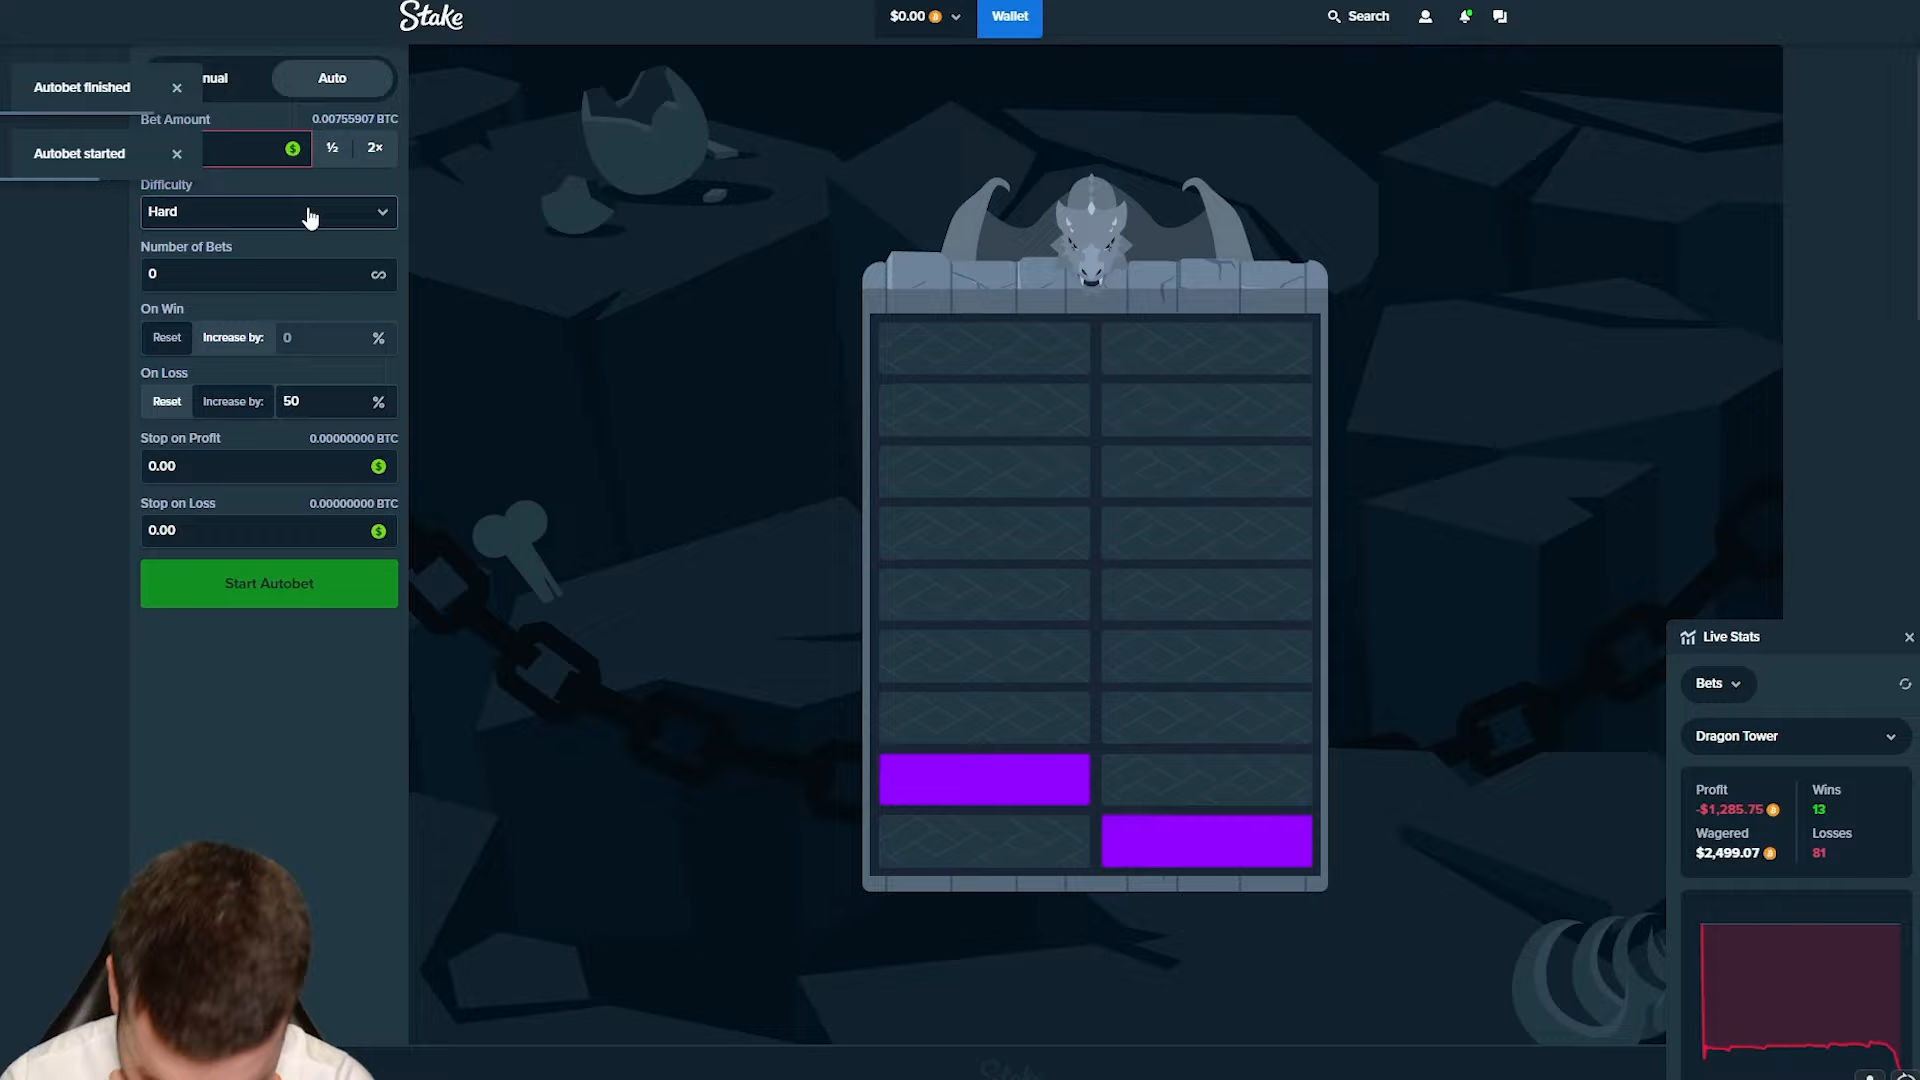 Stake
$0.00
Wallet
Search
Autobet finished
nual
Auto
Bet Amount
0.00755907 BTC
Autobet started
½
2×
Difficulty
Hard
Number of Bets
0
On Win
Reset
Increase by:
0
%
On Loss
Reset
Increase by:
50
%
Stop on Profit
0.00000000 BTC
0.00
Stop on Loss
0.00000000 BTC
0.00
Start Autobet
Live Stats
Bets
Dragon Tower
Profit
Wins
-$1,285.75
13
Wagered
Losses
$2,499.07
81
Stake